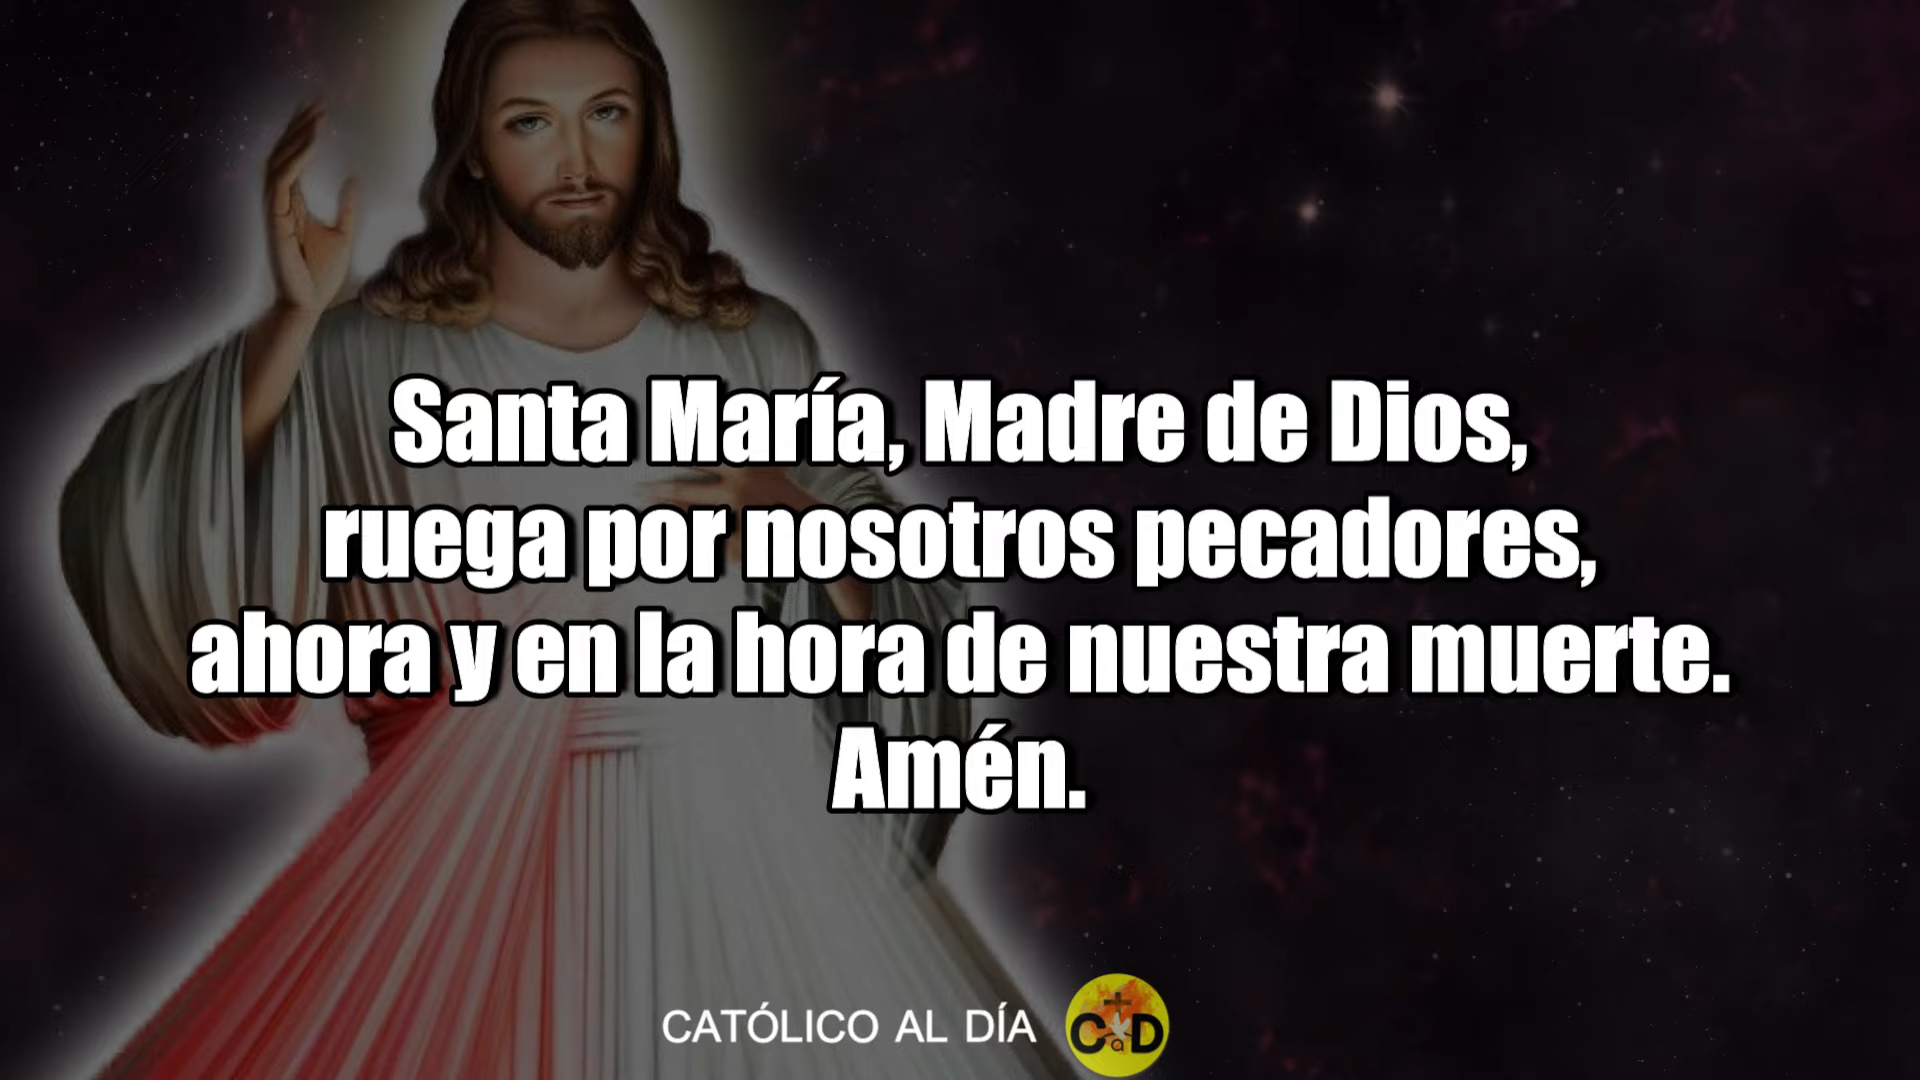 Santa María, Madre de Dios,
ruega por nosotros pecadores,
ahora y en la hora de nuestra muerte.
Amén.
CATÓLICO AL DÍA
CaD